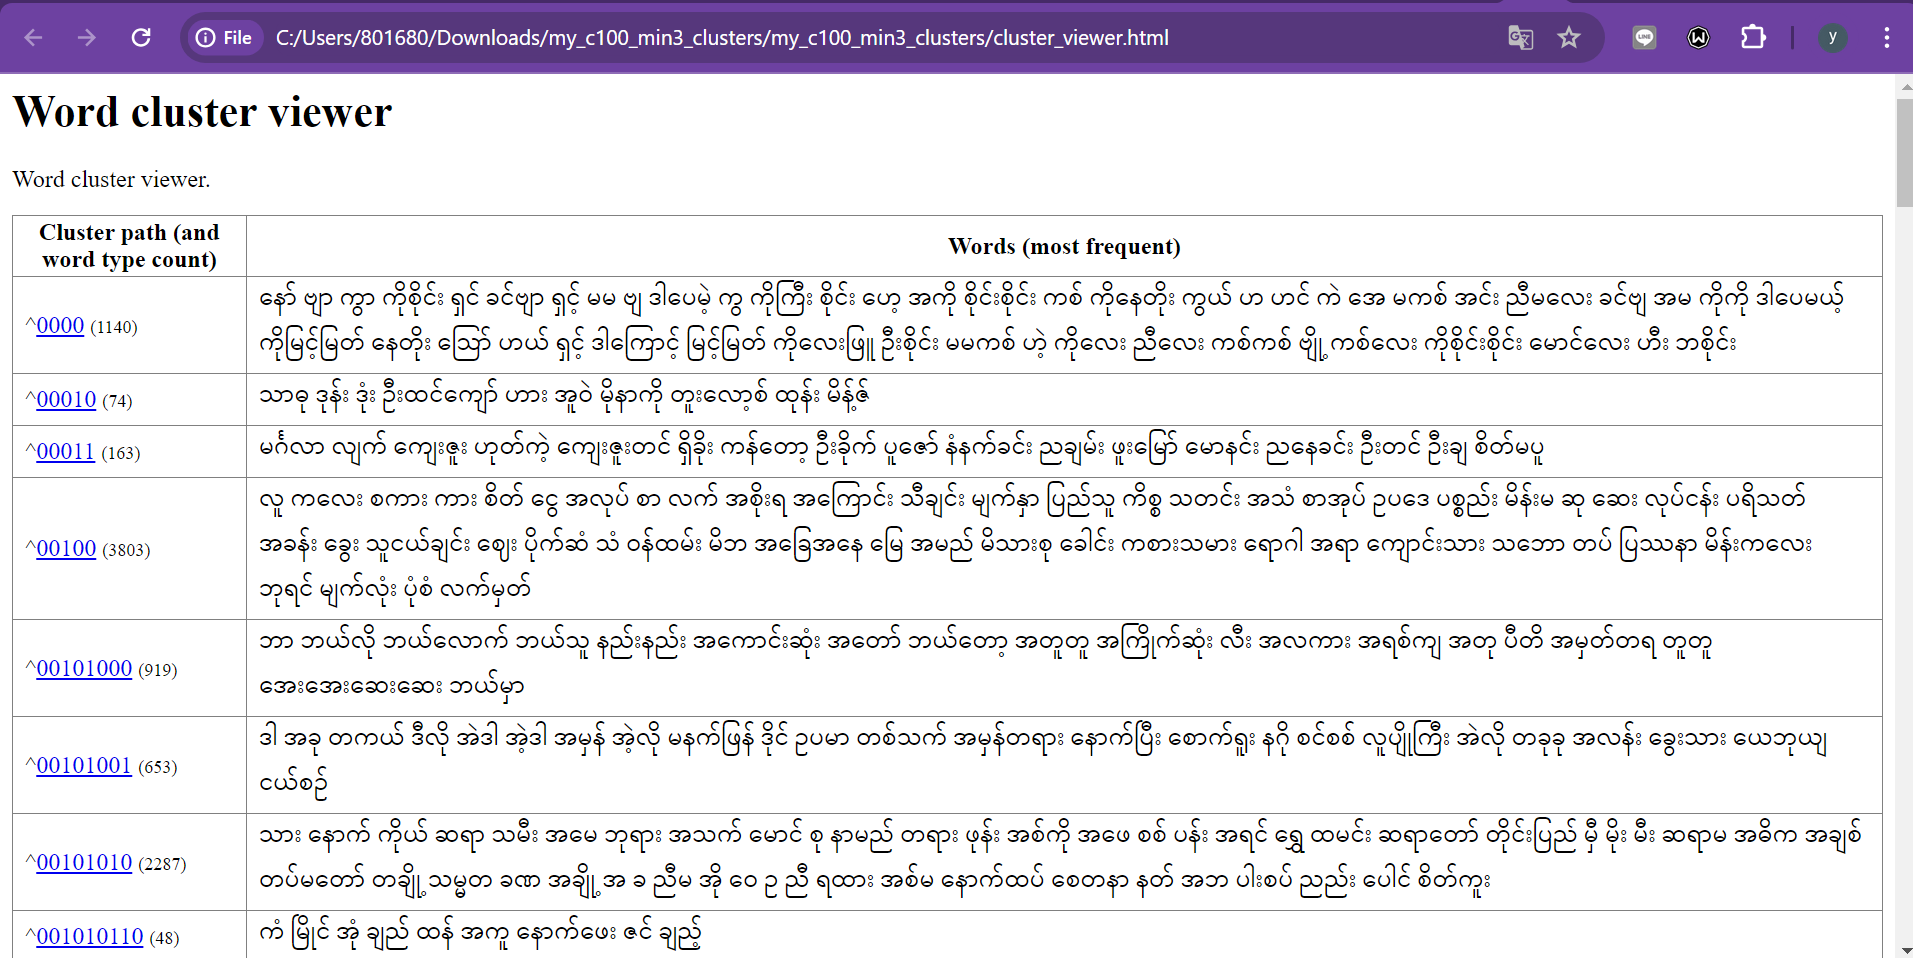 File C:/Users/801680/Downloads/my_c100_min3_clusters/my_c100_min3_clusters/cluster_viewer.html
y
Word cluster viewer
Word cluster viewer.
Cluster path (and
word type count)
Words (most frequent)
^0000 (1140)
နော် ဗျာ ကွာ ကိုစိုင်း ရှင် ခင်ဗျာ ရှင့် မမ ဗျ ဒါပေမဲ့ ကွ ကိုကြီး စိုင်း ဟေ့ အကို စိုင်းစိုင်း ကစ် ကိုနေတိုး ကွယ် ဟ ဟင် ကဲ အေ မကစ် အင်း ညီမလေး ခင်ဗျ အမ ကိုကို ဒါပေမယ့်
ကိုမြင့်မြတ် နေတိုး သြော် ဟယ် ရှင့် ဒါကြောင့် မြင့်မြတ် ကိုလေးဖြူ ဦးစိုင်း မမကစ် ဟဲ့ ကိုလေး ညီလေး ကစ်ကစ် ဗျို့ ကစ်လေး ကိုစိုင်းစိုင်း မောင်လေး ဟီး ဘစိုင်း
^00010 (74)
သာဓု ဒုန်း ဒုံး ဦးထင်ကျော် ဟား အူဝဲ မိုနာကို တူးလော့စ် ထုန်း မိန့်ဇ်
^00011 (163)
မင်္ဂလာ လျက် ကျေးဇူး ဟုတ်ကဲ့ ကျေးဇူးတင် ရှိခိုး ကန်တော့ ဦးခိုက် ပူဇော် နံနက်ခင်း ညချမ်း ဖူးမြော် မောနင်း ညနေခင်း ဦးတင် ဦးချ စိတ်မပူ
^00100 (3803)
လူ ကလေး စကား ကား စိတ် ငွေ အလုပ် စာ လက် အစိုးရ အကြောင်း သီချင်း မျက်နှာ ပြည်သူ ကိစ္စ သတင်း အသံ စာအုပ် ဥပဒေ ပစ္စည်း မိန်းမ ဆု ဆေး လုပ်ငန်း ပရိသတ်
အခန်း ခွေး သူငယ်ချင်း ဈေး ပိုက်ဆံ သံ ဝန်ထမ်း မိဘ အခြေအနေ မြေ အမည် မိသားစု ခေါင်း ကစားသမား ရောဂါ အရာ ကျောင်းသား သဘော တပ် ပြဿနာ မိန်းကလေး
ဘုရင် မျက်လုံး ပုံစံ လက်မှတ်
^00101000 (919)
ဘာ ဘယ်လို ဘယ်လောက် ဘယ်သူ နည်းနည်း အကောင်းဆုံး အတော် ဘယ်တော့ အတူတူ အကြိုက်ဆုံး လီး အလကား အရစ်ကျ အတု ပီတိ အမှတ်တရ တူတူ
အေးအေးဆေးဆေး ဘယ်မှာ
^00101001 (653)
ဒါ အခု တကယ် ဒီလို အဲဒါ အဲ့ဒါ အမှန် အဲ့လို မနက်ဖြန် ဒိုင် ဥပမာ တစ်သက် အမှန်တရား နောက်ပြီး စောက်ရူး နဂို စင်စစ် လူပျိုကြီး အဲလို တခုခု အလန်း ခွေးသား ယေဘုယျ
ငယ်စဉ်
^00101010 (2287)
သား နောက် ကိုယ် ဆရာ သမီး အမေ ဘုရား အသက် မောင် စု နာမည် တရား ဖုန်း အစ်ကို အဖေ စစ် ပန်း အရင် ရွှေ ထမင်း ဆရာတော် တိုင်းပြည် မှီ မိုး မီး ဆရာမ အဓိက အချစ်
တပ်မတော် တချို့ သမ္မတ ခဏ အချို့ အ ခ ညီမ အို ဝေ ဥ ညီ ရထား အစ်မ နောက်ထပ် စေတနာ နတ် အဘ ပါးစပ် ညည်း ပေါင် စိတ်ကူး
^001010110 (48)
ကံ မြိုင် အုံ ချည် ထန် အကူ နောက်ဖေး ဇင် ချည့်